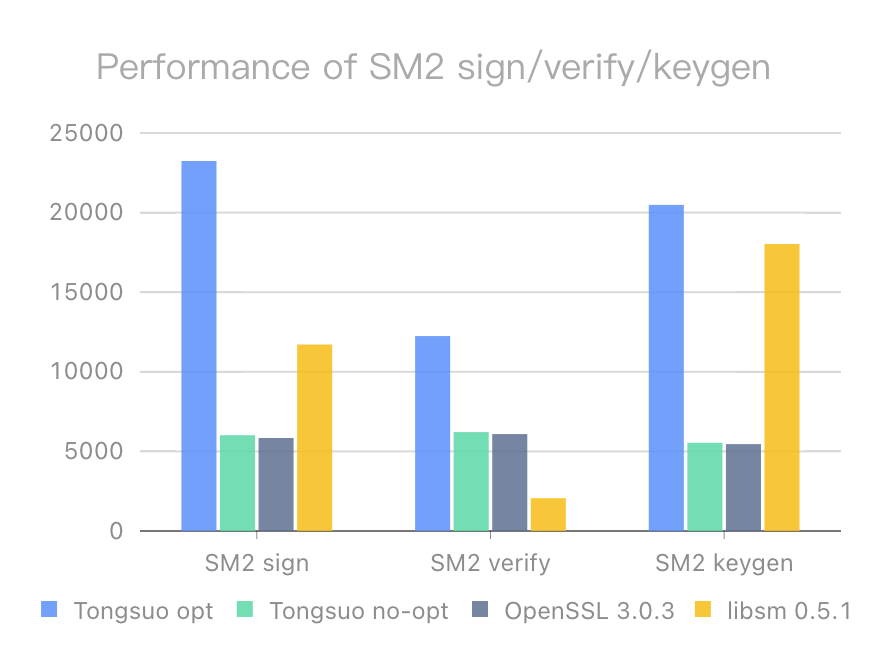 Performance of SM2 sign/verify/keygen
25000
20000
15000
10000
5000
0
SM2 sign SM2 verify SM2 keygen
Tongsuo opt Tongsuo no-opt OpenSSL 3.0.3 libsm 0.5.1